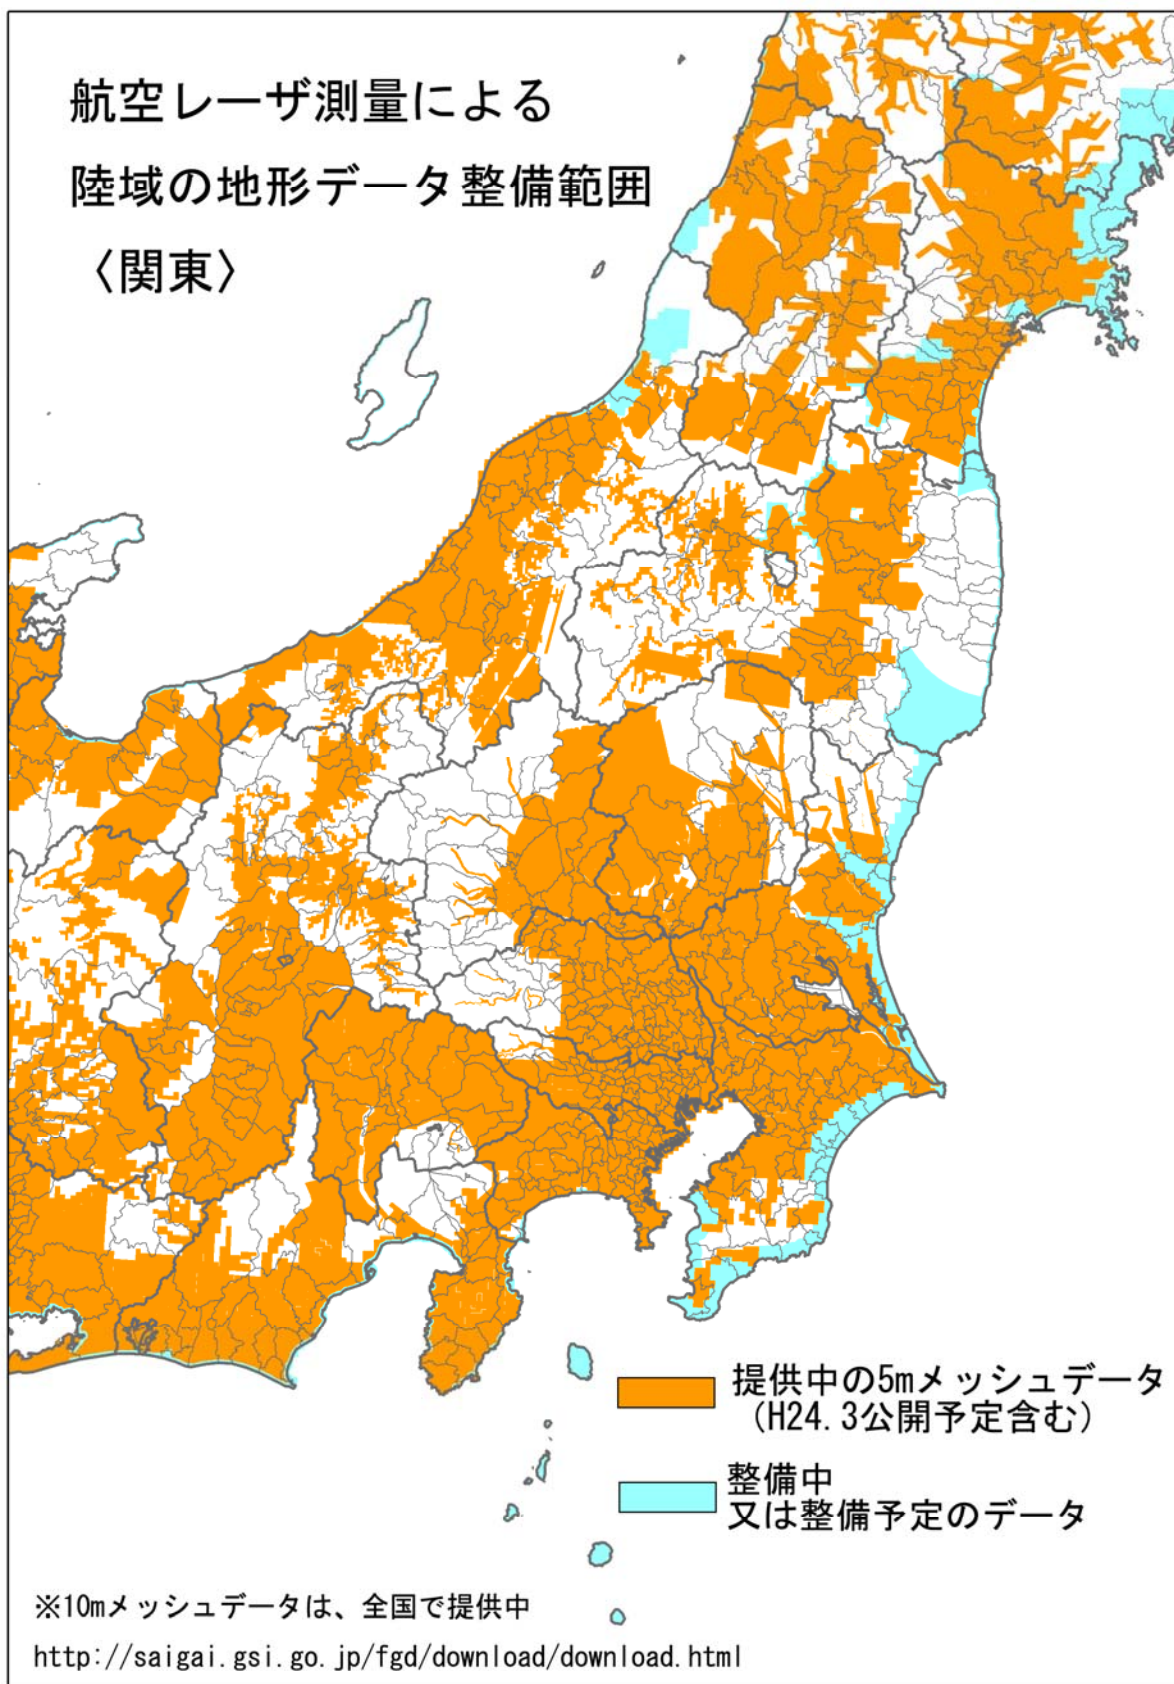 航空レーザ測量による
陸域の地形データ整備範囲
〈関東〉
提供中の5mメッシュデータ
(H24.3公開予定含む)
整備中
又は整備予定のデータ
※10mメッシュデータは、全国で提供中
http://saigai.gsi.go.jp/fgd/download/download.html